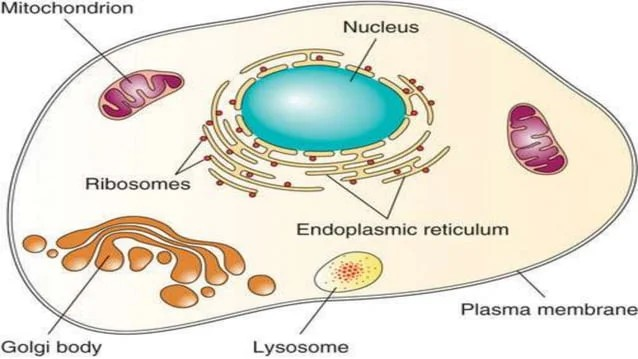 Mitochondrion
Nucleus
Ribosomes
Endoplasmic reticulum
Plasma membrane
Golgi body
Lysosome